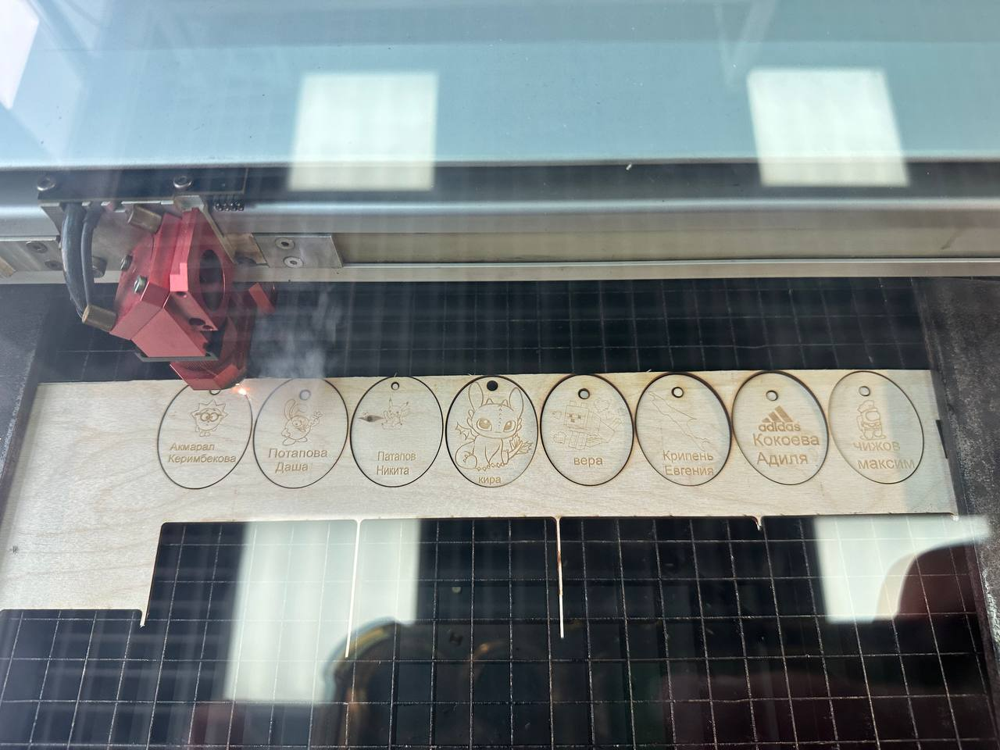 Акмарал
Керимбекова
Потапова
Даша
Патапов
Никита
кира
вера
Крипень
Евгения
adidas
Кокоева
Адиля
чижов
максим